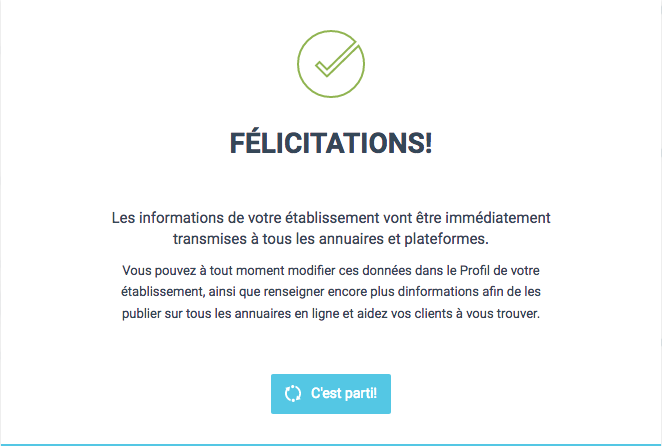 FÉLICITATIONS!
Les informations de votre établissement vont être immédiatement
transmises à tous les annuaires et plateformes.
Vous pouvez à tout moment modifier ces données dans le Profil de votre
établissement, ainsi que renseigner encore plus dinformations afin de les
publier sur tous les annuaires en ligne et aidez vos clients à vous trouver.
C'est parti!